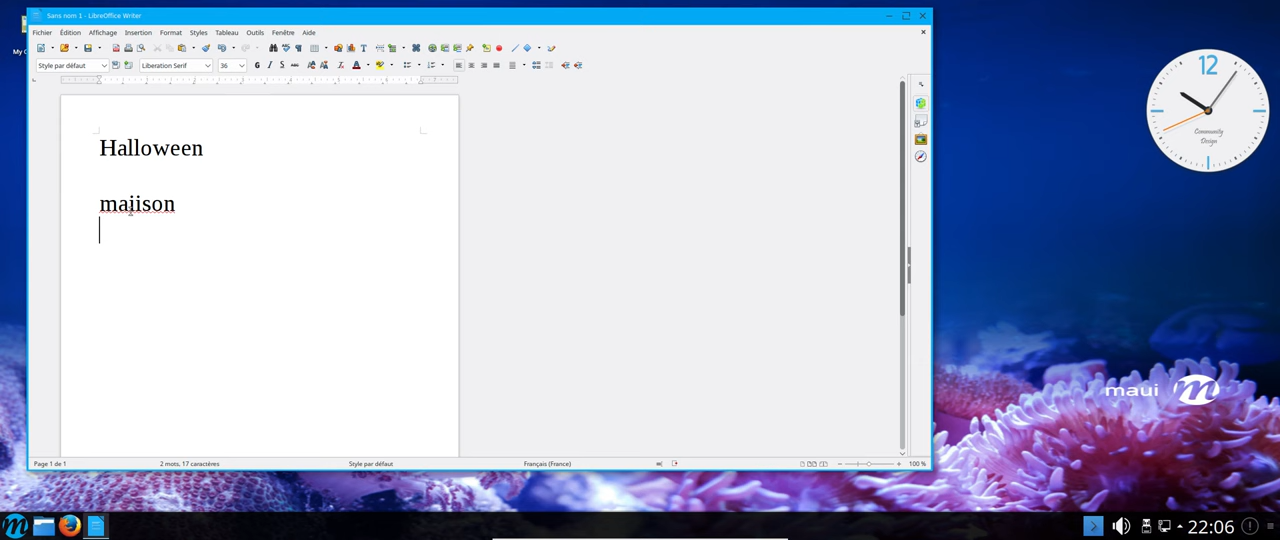 Sans nom 1 - LibreOffice Writer
Fichier Édition Affichage Insertion Format Styles Tableau Outils Fenêtre Aide
Style par défaut Liberation Serif 36
Halloween
maiison
Page 1 de 1 2 mots, 17 caractères Style par défaut Français (France) 100 %
My C
12
Community
Design
maui m
22:06